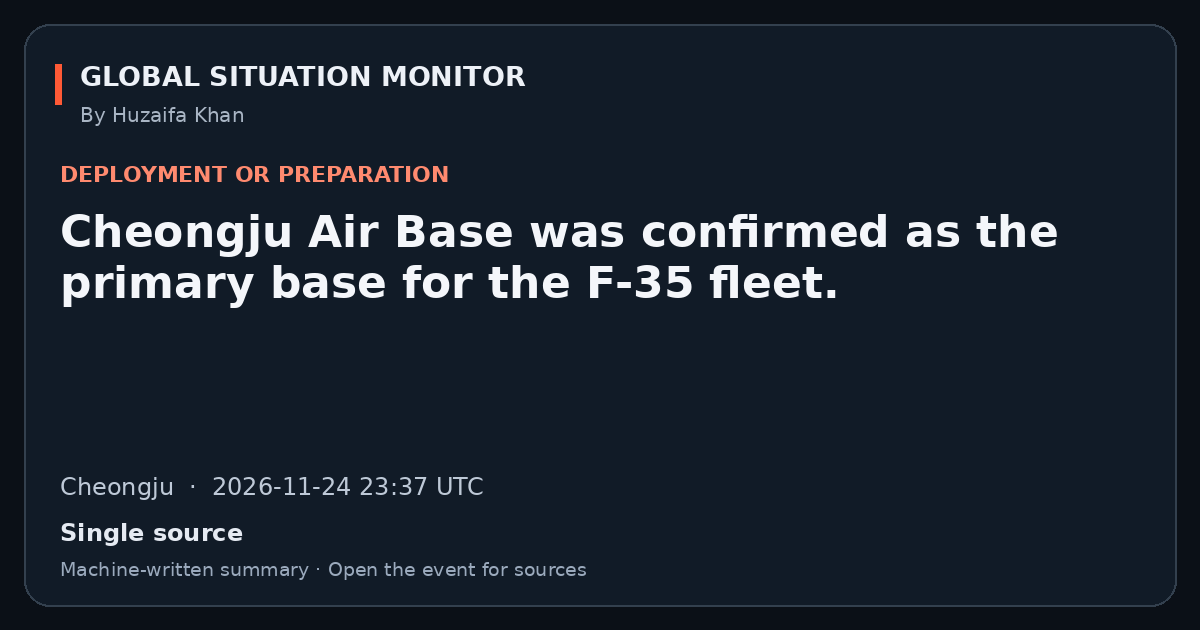 GLOBAL SITUATION MONITOR
By Huzaifa Khan
DEPLOYMENT OR PREPARATION
Cheongju Air Base was confirmed as the
primary base for the F-35 fleet.
Cheongju · 2026-11-24 23:37 UTC
Single source
Machine-written summary · Open the event for sources